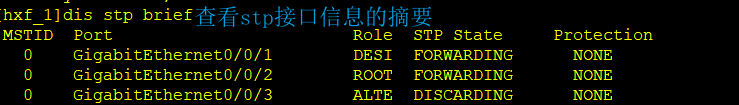 [hxf_1]dis stp brief查看stp接口信息的摘要
MSTID Port Role STP State Protection
0 GigabitEthernet0/0/1 DESI FORWARDING NONE
0 GigabitEthernet0/0/2 ROOT FORWARDING NONE
0 GigabitEthernet0/0/3 ALTE DISCARDING NONE